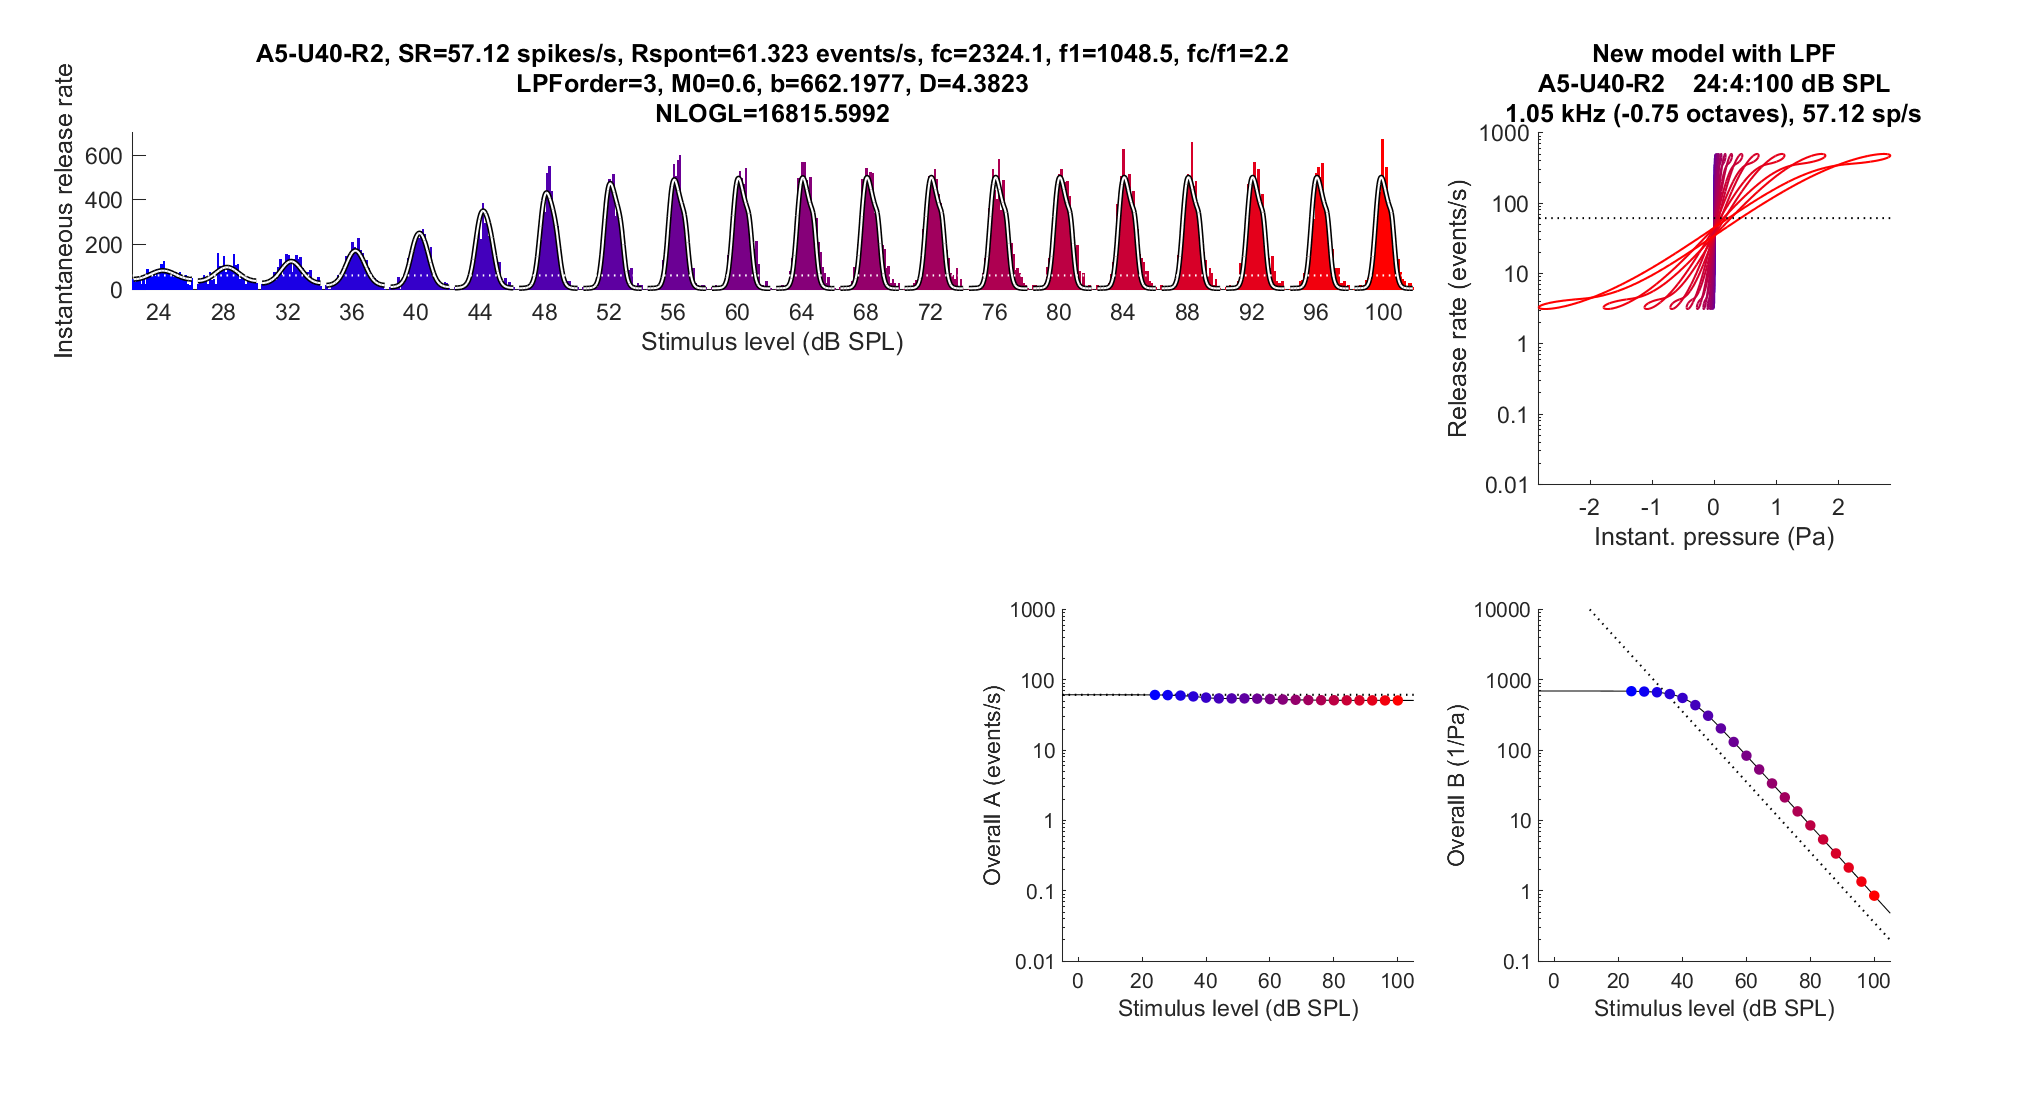 A5-U40-R2, SR=57.12 spikes/s, Rspont=61.323 events/s, fc=2324.1, f1=1048.5, fc/f1=2.2
LPForder=3, M0=0.6, b=662.1977, D=4.3823
NLOGL=16815.5992
Instantaneous release rate
600
400
200
0
24 28 32 36 40 44 48 52 56 60 64 68 72 76 80 84 88 92 96 100
Stimulus level (dB SPL)
New model with LPF
A5-U40-R2 24:4:100 dB SPL
1.05 kHz (-0.75 octaves), 57.12 sp/s
Release rate (events/s)
1000
100
10
1
0.1
0.01
-2 -1 0 1 2
Instant. pressure (Pa)
Overall A (events/s)
1000
100
10
1
0.1
0.01
0 20 40 60 80 100
Stimulus level (dB SPL)
Overall B (1/Pa)
10000
1000
100
10
1
0.1
0 20 40 60 80 100
Stimulus level (dB SPL)